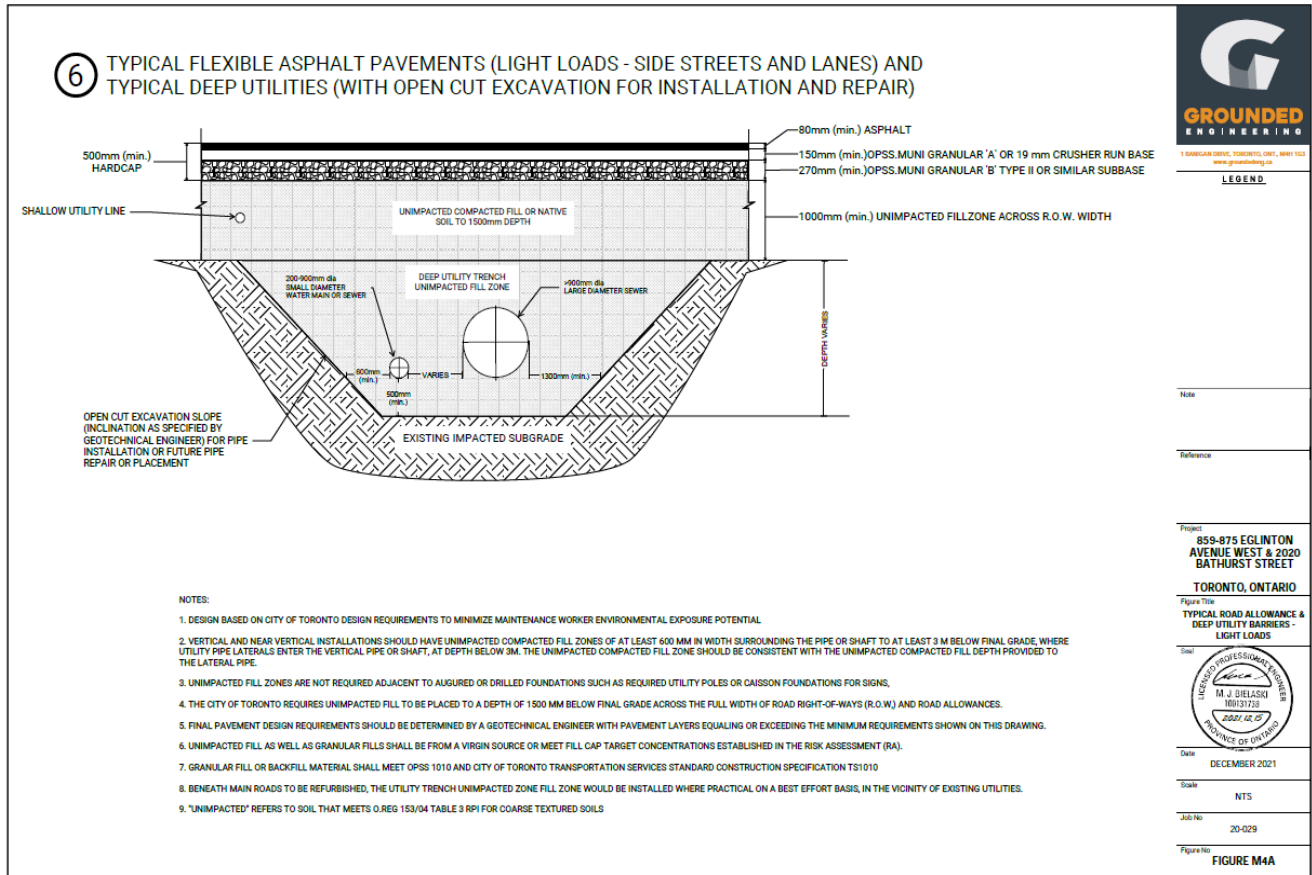 6
TYPICAL FLEXIBLE ASPHALT PAVEMENTS (LIGHT LOADS - SIDE STREETS AND LANES) AND
TYPICAL DEEP UTILITIES (WITH OPEN CUT EXCAVATION FOR INSTALLATION AND REPAIR)
500mm (min.)
HARDCAP
80mm (min.) ASPHALT
150mm (min.)OPSS.MUNI GRANULAR 'A' OR 19 mm CRUSHER RUN BASE
270mm (min.)OPSS.MUNI GRANULAR 'B' TYPE II OR SIMILAR SUBBASE
SHALLOW UTILITY LINE
UNIMPACTED COMPACTED FILL OR NATIVE
SOIL TO 1500mm DEPTH
1000mm (min.) UNIMPACTED FILLZONE ACROSS R.O.W. WIDTH
200-900mm dia
SMALL DIAMETER
WATER MAIN OR SEWER
DEEP UTILITY TRENCH
UNIMPACTED FILL ZONE
>900mm dia
LARGE DIAMETER SEWER
DEPTH VARIES
600mm
(min.)
VARIES
1300mm (min.)
500mm
(min.)
OPEN CUT EXCAVATION SLOPE
(INCLINATION AS SPECIFIED BY
GEOTECHNICAL ENGINEER) FOR PIPE
INSTALLATION OR FUTURE PIPE
REPAIR OR PLACEMENT
EXISTING IMPACTED SUBGRADE
NOTES:
1. DESIGN BASED ON CITY OF TORONTO DESIGN REQUIREMENTS TO MINIMIZE MAINTENANCE WORKER ENVIRONMENTAL EXPOSURE POTENTIAL
2. VERTICAL AND NEAR VERTICAL INSTALLATIONS SHOULD HAVE UNIMPACTED COMPACTED FILL ZONES OF AT LEAST 600 MM IN WIDTH SURROUNDING THE PIPE OR SHAFT TO AT LEAST 3 M BELOW FINAL GRADE, WHERE
UTILITY PIPE LATERALS ENTER THE VERTICAL PIPE OR SHAFT, AT DEPTH BELOW 3M. THE UNIMPACTED COMPACTED FILL ZONE SHOULD BE CONSISTENT WITH THE UNIMPACTED COMPACTED FILL DEPTH PROVIDED TO
THE LATERAL PIPE.
3. UNIMPACTED FILL ZONES ARE NOT REQUIRED ADJACENT TO AUGURED OR DRILLED FOUNDATIONS SUCH AS REQUIRED UTILITY POLES OR CAISSON FOUNDATIONS FOR SIGNS,
4. THE CITY OF TORONTO REQUIRES UNIMPACTED FILL TO BE PLACED TO A DEPTH OF 1500 MM BELOW FINAL GRADE ACROSS THE FULL WIDTH OF ROAD RIGHT-OF-WAYS (R.O.W,) AND ROAD ALLOWANCES.
5. FINAL PAVEMENT DESIGN REQUIREMENTS SHOULD BE DETERMINED BY A GEOTECHNICAL ENGINEER WITH PAVEMENT LAYERS EQUALING OR EXCEEDING THE MINIMUM REQUIREMENTS SHOWN ON THIS DRAWING.
6. UNIMPACTED FILL AS WELL AS GRANULAR FILLS SHALL BE FROM A VIRGIN SOURCE OR MEET FILL CAP TARGET CONCENTRATIONS ESTABLISHED IN THE RISK ASSESSMENT (RA).
7. GRANULAR FILL OR BACKFILL MATERIAL SHALL MEET OPSS 1010 AND CITY OF TORONTO TRANSPORTATION SERVICES STANDARD CONSTRUCTION SPECIFICATION TS1010
8. BENEATH MAIN ROADS TO BE REFURBISHED, THE UTILITY TRENCH UNIMPACTED ZONE FILL ZONE WOULD BE INSTALLED WHERE PRACTICAL ON A BEST EFFORT BASIS, IN THE VICINITY OF EXISTING UTILITIES.
9. "UNIMPACTED" REFERS TO SOIL THAT MEETS O.REG 153/04 TABLE 3 RPI FOR COARSE TEXTURED SOILS
GROUNDED
ENGINEERING
1 BANIGAN DRIVE, TORONTO, ONT., M4H 1G3
www.groundedeng.ca
LEGEND
Note
Reference
Project
859-875 EGLINTON
AVENUE WEST & 2020
BATHURST STREET
TORONTO, ONTARIO
Figure Title
TYPICAL ROAD ALLOWANCE &
DEEP UTILITY BARRIERS -
LIGHT LOADS
Seal
LICENSED PROFESSIONAL ENGINEER
M. J. BIELASKI
100131738
2021.12.15
PROVINCE OF ONTARIO
Date
DECEMBER 2021
Scale
NTS
Job No
20-029
Figure No
FIGURE M4A